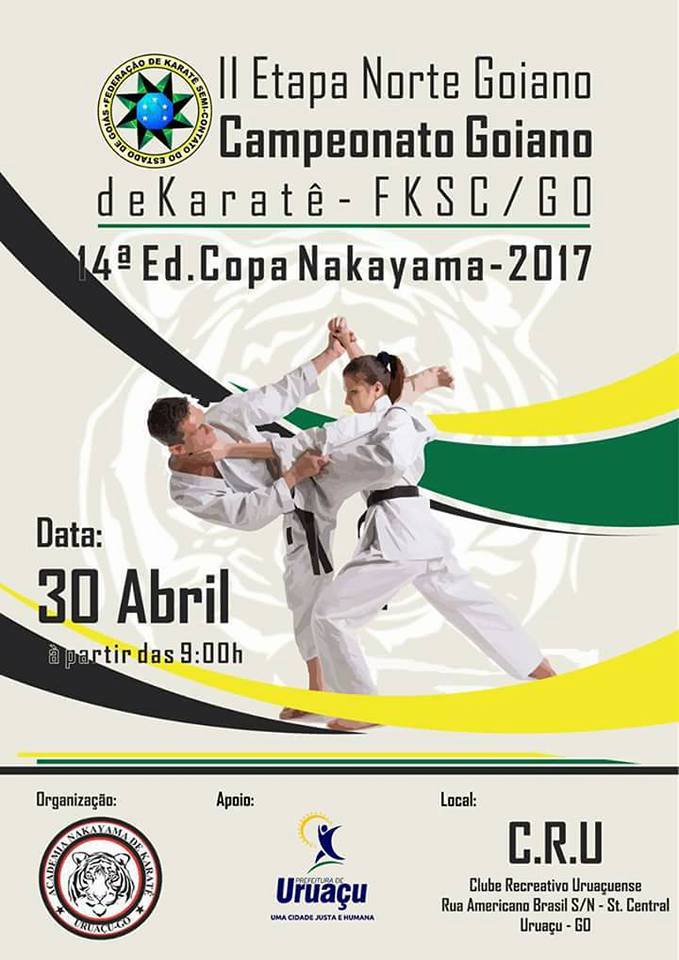 FEDERAÇÃO DE KARATÊ SEMI-CONTATO DO ESTADO DE GOIÁS
II Etapa Norte Goiano
Campeonato Goiano
deKaratê- FKSC/GO
14ª Ed.Copa Nakayama-2017
Data:
30 Abril
à partir das 9:00h
Organização:
ACADEMIA NAKAYAMA DE KARATÊ
URUAÇU-GO
Apoio:
PREFEITURA DE
Uruaçu
UMA CIDADE JUSTA E HUMANA
Local:
C.R.U
Clube Recreativo Uruaçuense
Rua Americano Brasil S/N - St. Central
Uruaçu - GO